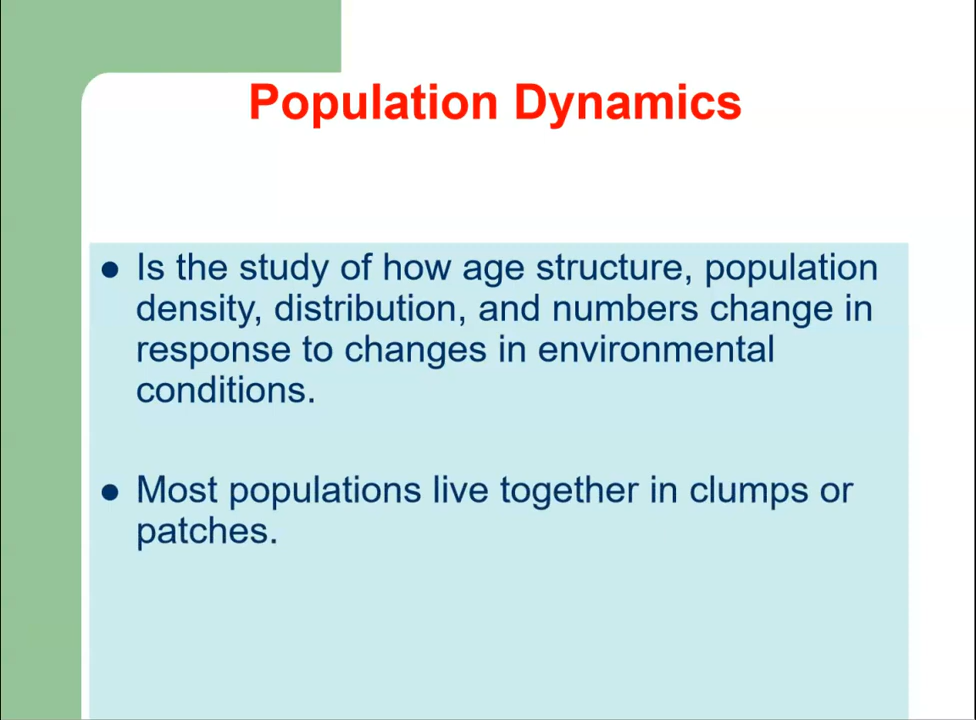 Population Dynamics
Is the study of how age structure, population
density, distribution, and numbers change in
response to changes in environmental
conditions.
Most populations live together in clumps or
patches.